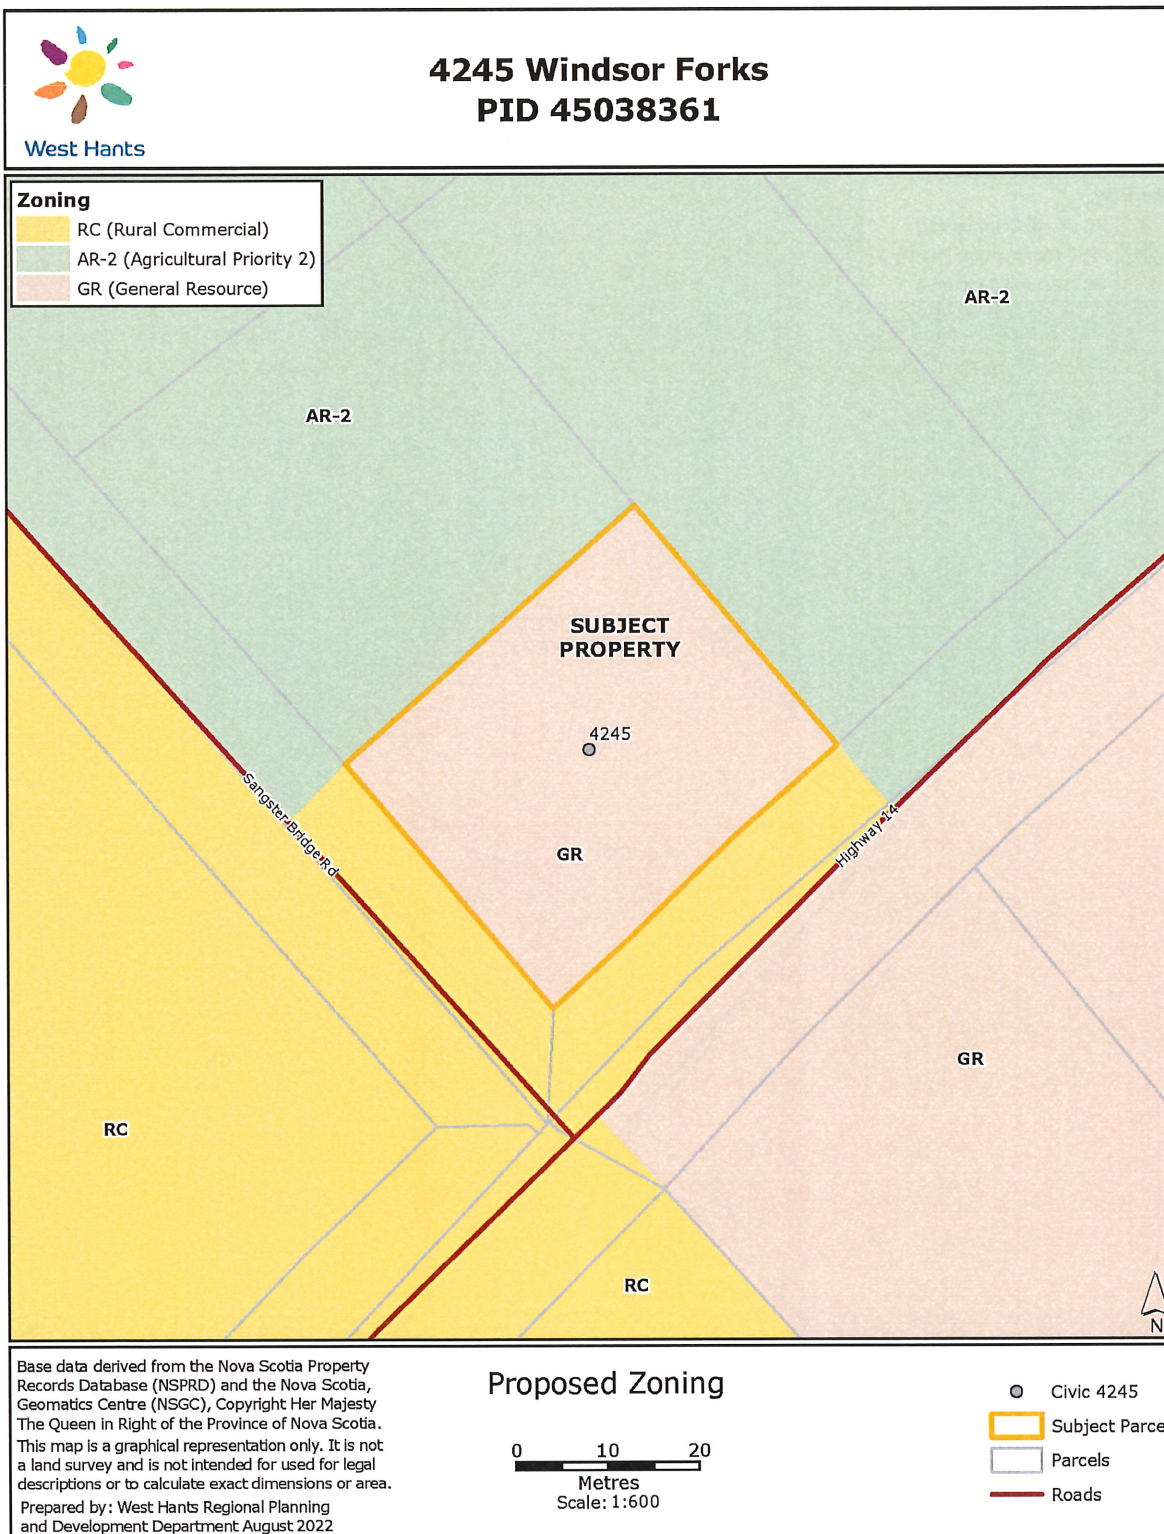 4245 Windsor Forks
PID 45038361
West Hants
Zoning
RC (Rural Commercial)
AR-2 (Agricultural Priority 2)
GR (General Resource)
AR-2
AR-2
SUBJECT
PROPERTY
4245
Sangster Bridge Rd
Highway 14
GR
GR
RC
RC
N
Base data derived from the Nova Scotia Property
Records Database (NSPRD) and the Nova Scotia,
Geomatics Centre (NSGC), Copyright Her Majesty
The Queen in Right of the Province of Nova Scotia.
This map is a graphical representation only. It is not
a land survey and is not intended for used for legal
descriptions or to calculate exact dimensions or area.
Prepared by: West Hants Regional Planning
and Development Department August 2022
Proposed Zoning
0 10 20
Metres
Scale: 1:600
Civic 4245
Subject Parce
Parcels
Roads